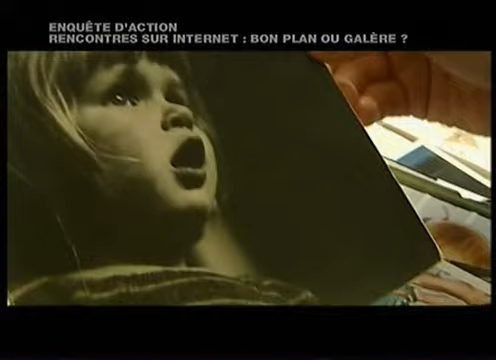 ENQUÊTE D'ACTION
RENCONTRES SUR INTERNET : BON PLAN OU GALÈRE ?